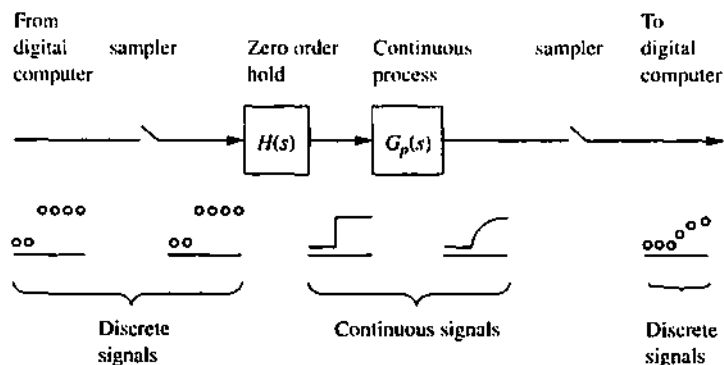 From
digital
computer
sampler
Zero order
hold
Continuous
process
sampler
To
digital
computer
H(s)
Gp(s)
Discrete
signals
Continuous signals
Discrete
signals